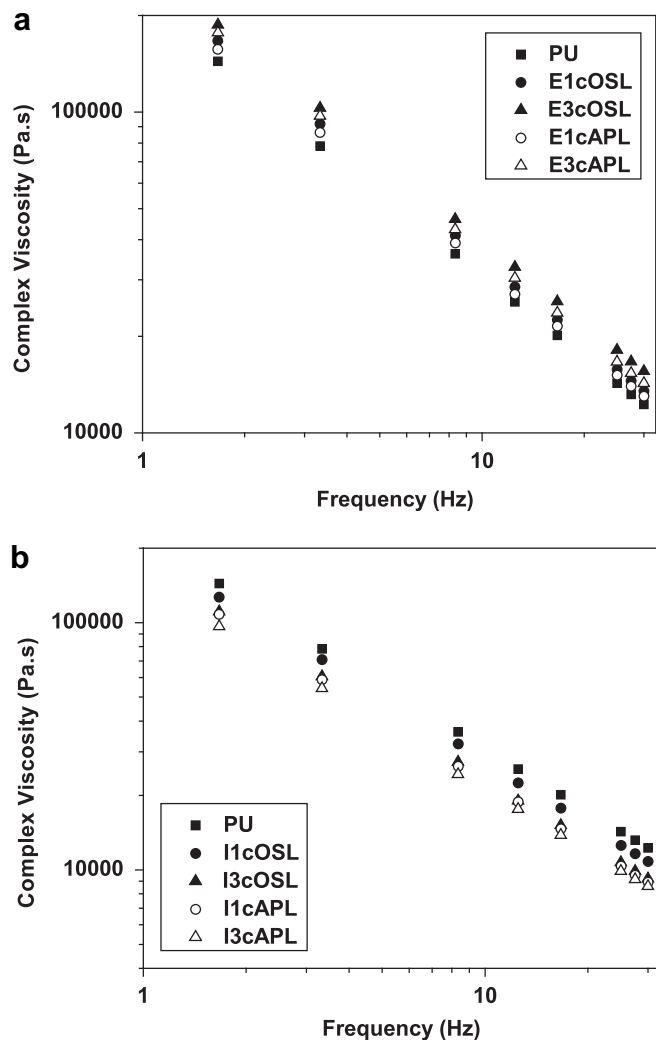 a
100000
10000
Complex Viscosity (Pa.s)
PU
E1cOSL
E3cOSL
E1cAPL
E3cAPL
1
10
Frequency (Hz)
b
100000
10000
Complex Viscosity (Pa.s)
PU
I1cOSL
I3cOSL
I1cAPL
I3cAPL
1
10
Frequency (Hz)